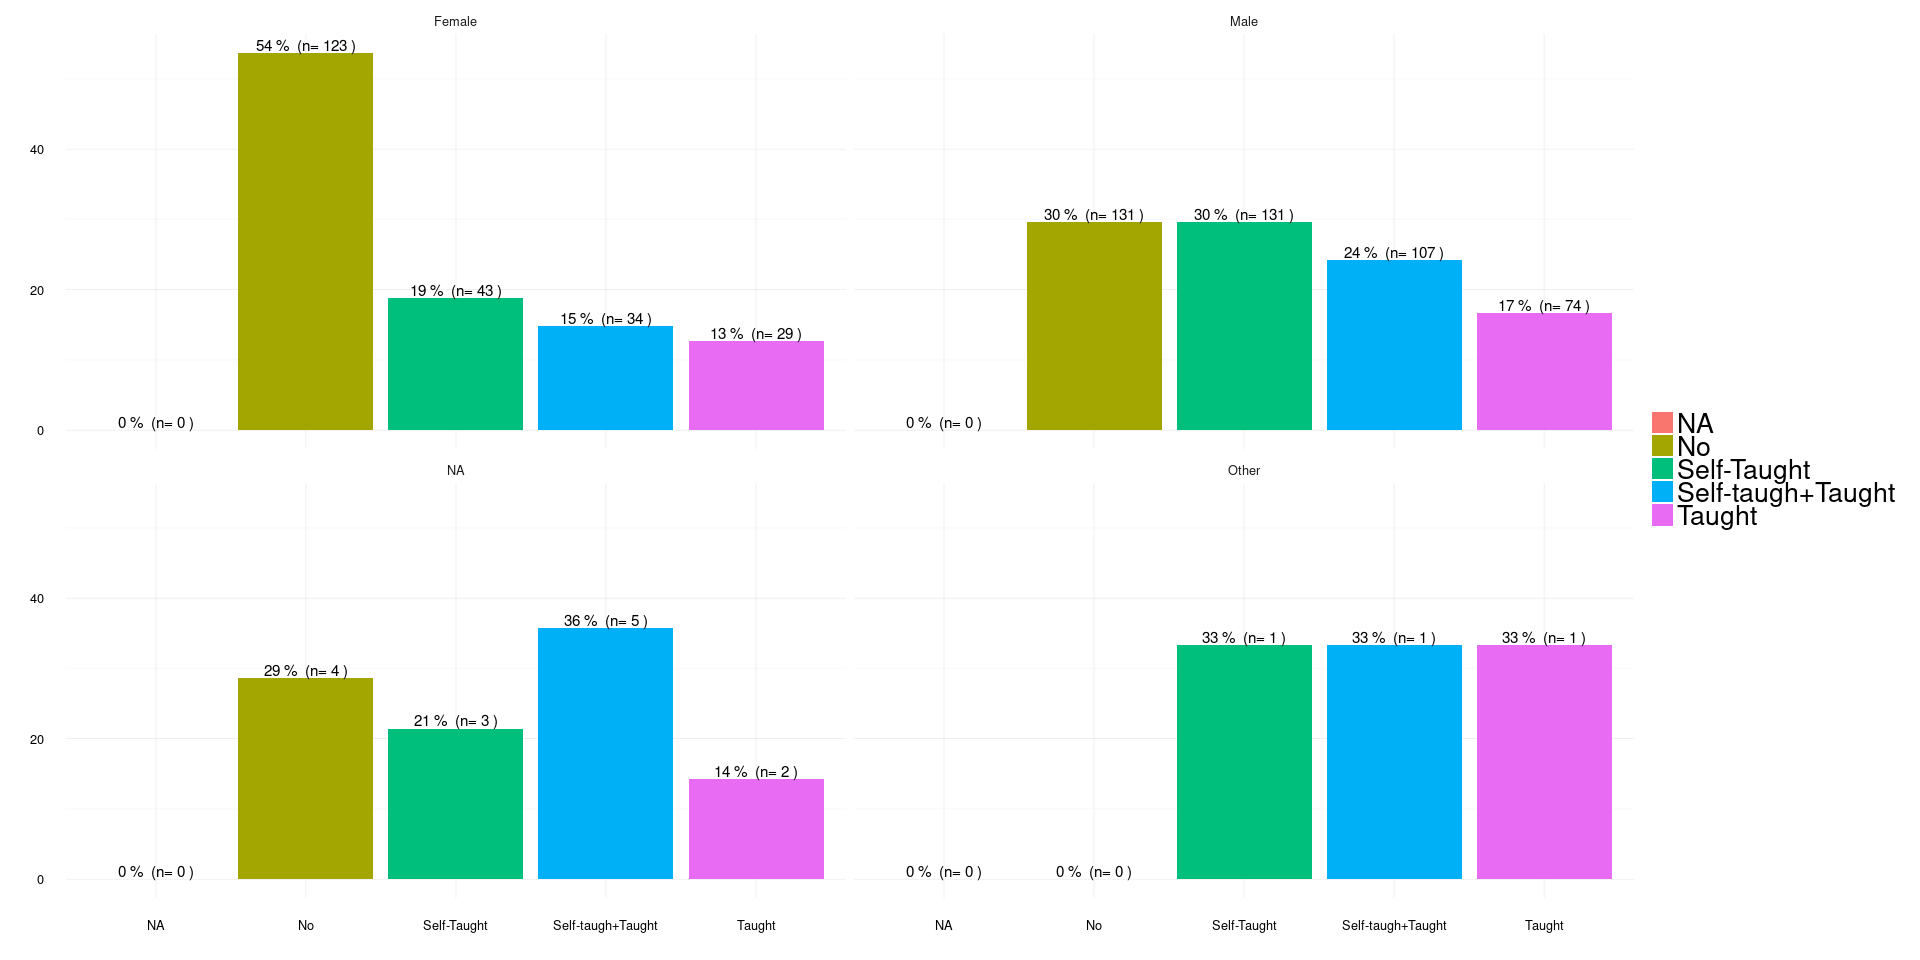 Female
Male
54 % (n= 123 )
19 % (n= 43 )
15 % (n= 34 )
13 % (n= 29 )
0 % (n= 0 )
40
20
0
30 % (n= 131 )
30 % (n= 131 )
24 % (n= 107 )
17 % (n= 74 )
0 % (n= 0 )
NA
Other
36 % (n= 5 )
29 % (n= 4 )
21 % (n= 3 )
14 % (n= 2 )
0 % (n= 0 )
40
20
0
33 % (n= 1 )
33 % (n= 1 )
33 % (n= 1 )
0 % (n= 0 )
0 % (n= 0 )
NA
No
Self-Taught
Self-taugh+Taught
Taught
NA
No
Self-Taught
Self-taugh+Taught
Taught
NA
No
Self-Taught
Self-taugh+Taught
Taught